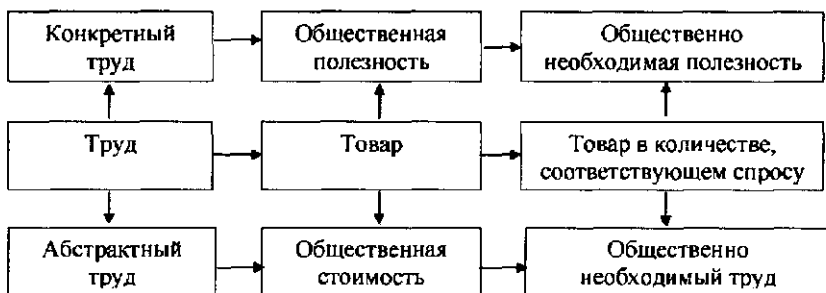 Конкретный
труд
Общественная
полезность
Общественно
необходимая полезность
Труд
Товар
Товар в количестве,
соответствующем спросу
Абстрактный
труд
Общественная
стоимость
Общественно
необходимый труд